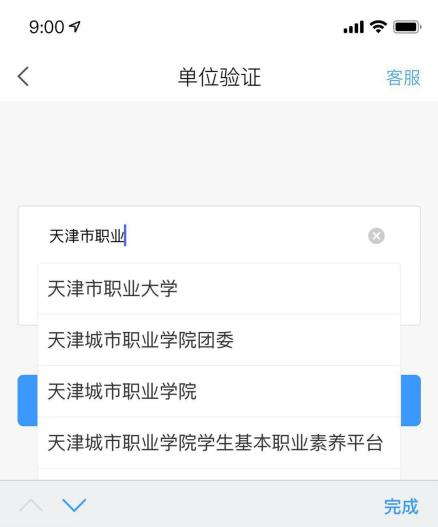 9:00
单位验证
客服
天津市职业
天津市职业大学
天津城市职业学院团委
天津城市职业学院
天津城市职业学院学生基本职业素养平台
完成